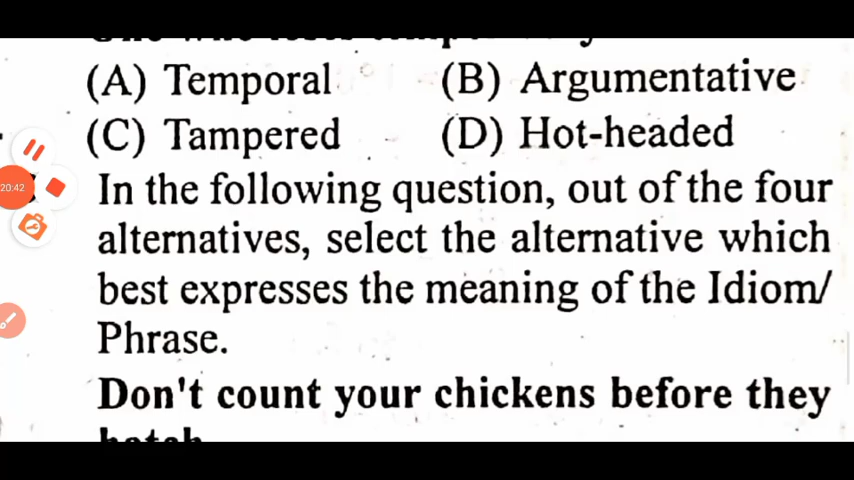 (A) Temporal (B) Argumentative
(C) Tampered (D) Hot-headed
20:42
In the following question, out of the four
alternatives, select the alternative which
best expresses the meaning of the Idiom/
Phrase.
Don't count your chickens before they
hatch